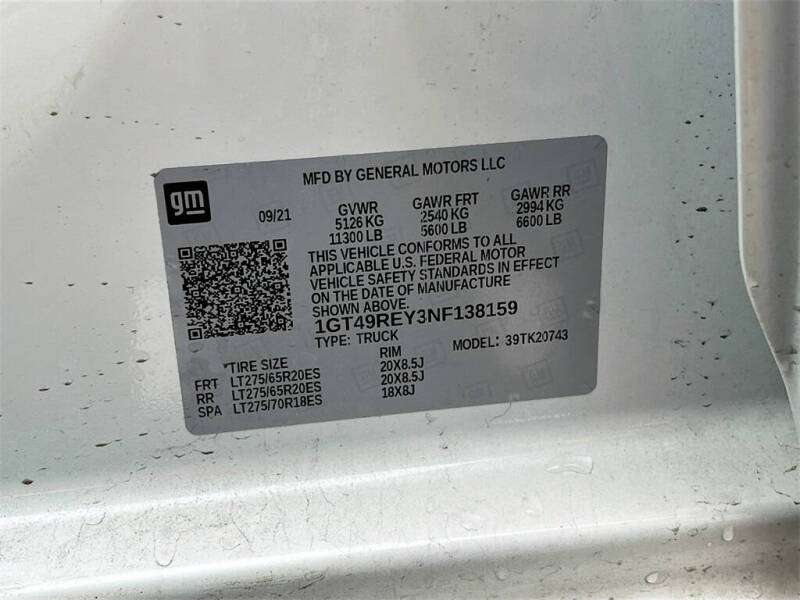 MFD BY GENERAL MOTORS LLC
gm
09/21
GVWR GAWR FRT GAWR RR
5126 KG 2540 KG 2994 KG
11300 LB 5600 LB 6600 LB
THIS VEHICLE CONFORMS TO ALL
APPLICABLE U.S. FEDERAL MOTOR
VEHICLE SAFETY STANDARDS IN EFFECT
ON THE DATE OF MANUFACTURE
SHOWN ABOVE.
1GT49REY3NF138159
TYPE: TRUCK MODEL: 39TK20743
TIRE SIZE RIM
FRT LT275/65R20ES 20X8.5J
RR LT275/65R20ES 20X8.5J
SPA LT275/70R18ES 18X8J